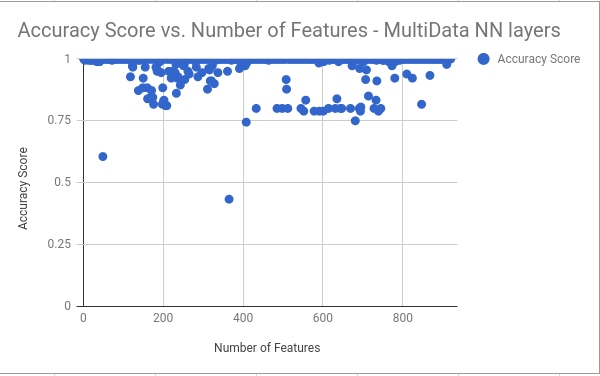 Accuracy Score vs. Number of Features - MultiData NN layers
Accuracy Score
1
0.75
0.5
0.25
0
Accuracy Score
0 200 400 600 800
Number of Features